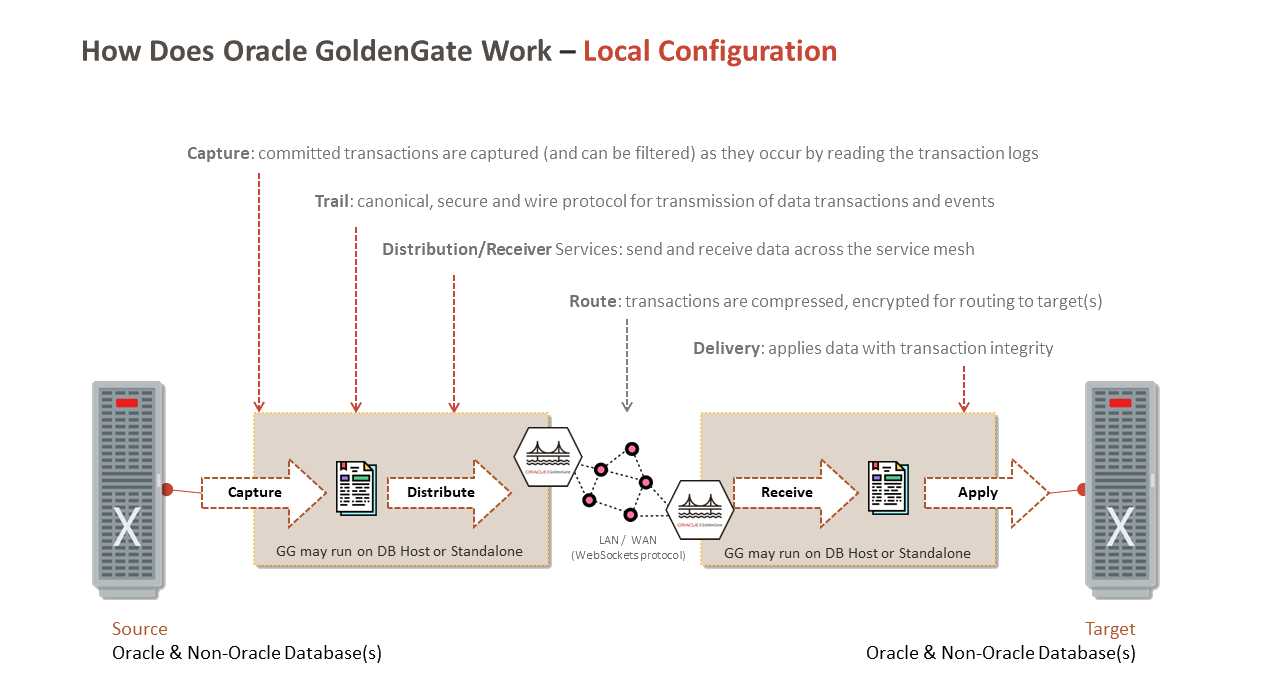 How Does Oracle GoldenGate Work – Local Configuration
Capture: committed transactions are captured (and can be filtered) as they occur by reading the transaction logs
Trail: canonical, secure and wire protocol for transmission of data transactions and events
Distribution/Receiver Services: send and receive data across the service mesh
Route: transactions are compressed, encrypted for routing to target(s)
Delivery: applies data with transaction integrity
Capture
Distribute
ORACLE GoldenGate
ORACLE GoldenGate
Receive
Apply
X
X
GG may run on DB Host or Standalone
LAN / WAN
(WebSockets protocol)
GG may run on DB Host or Standalone
Source
Oracle & Non-Oracle Database(s)
Target
Oracle & Non-Oracle Database(s)